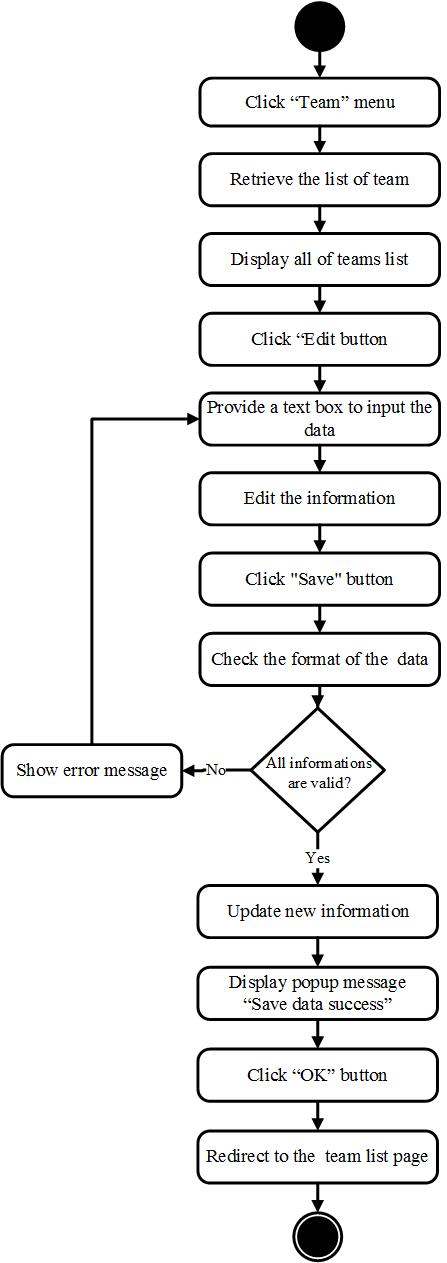 Click “Team” menu
Retrieve the list of team
Display all of teams list
Click “Edit button
Provide a text box to input the
data
Edit the information
Click "Save" button
Check the format of the  data
All informations
are valid?
No
Show error message
Yes
Update new information
Display popup message
“Save data success”
Click “OK” button
Redirect to the  team list page